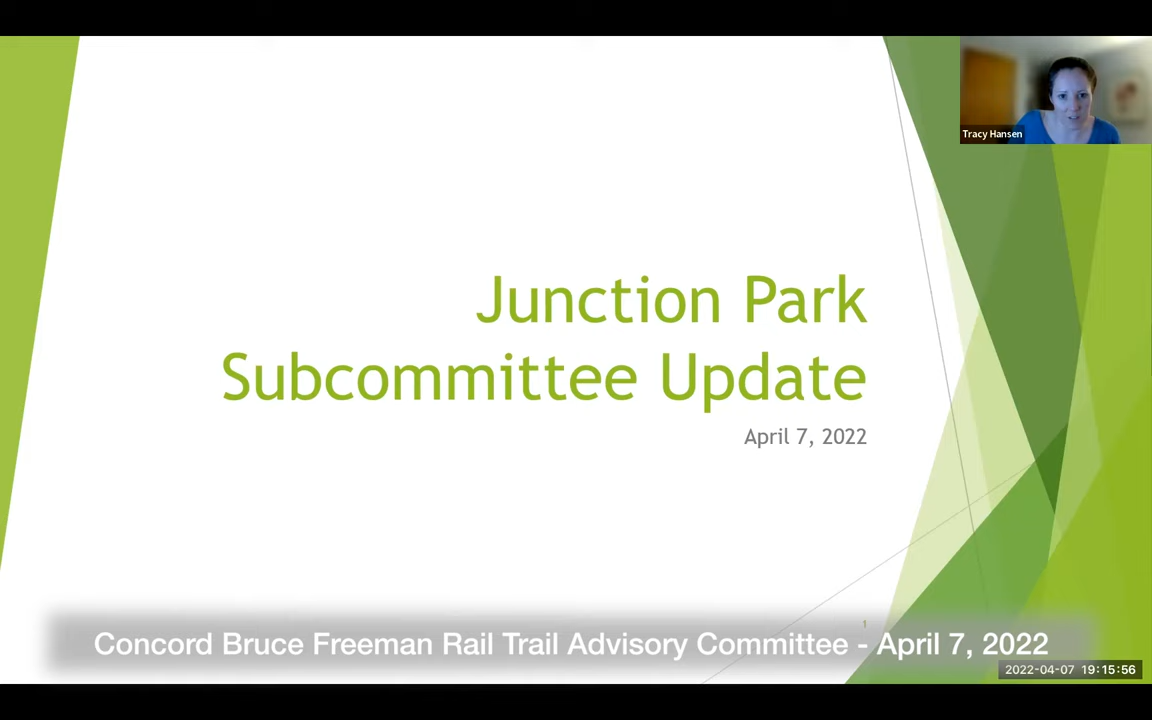 Tracy Hansen
Junction Park
Subcommittee Update
April 7, 2022
1
Concord Bruce Freeman Rail Trail Advisory Committee - April 7, 2022
2022-04-07 19:15:56